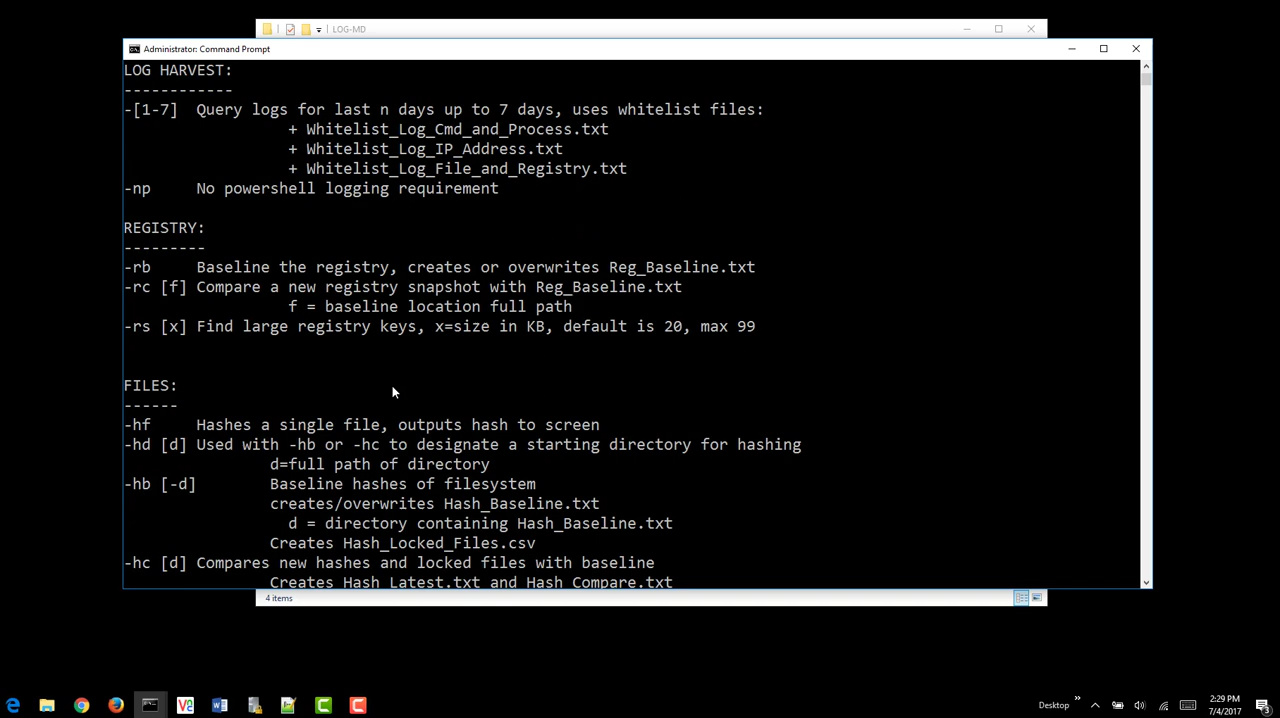 LOG-MD
Administrator: Command Prompt
LOG HARVEST:
------------
-[1-7]  Query logs for last n days up to 7 days, uses whitelist files:
+ Whitelist_Log_Cmd_and_Process.txt
+ Whitelist_Log_IP_Address.txt
+ Whitelist_Log_File_and_Registry.txt
-np     No powershell logging requirement
REGISTRY:
---------
-rb     Baseline the registry, creates or overwrites Reg_Baseline.txt
-rc [f] Compare a new registry snapshot with Reg_Baseline.txt
f = baseline location full path
-rs [x] Find large registry keys, x=size in KB, default is 20, max 99
FILES:
------
-hf     Hashes a single file, outputs hash to screen
-hd [d] Used with -hb or -hc to designate a starting directory for hashing
d=full path of directory
-hb [-d]        Baseline hashes of filesystem
creates/overwrites Hash_Baseline.txt
d = directory containing Hash_Baseline.txt
Creates Hash_Locked_Files.csv
-hc [d] Compares new hashes and locked files with baseline
Creates Hash_Latest.txt and Hash_Compare.txt
4 items
Desktop
2:29 PM
7/4/2017